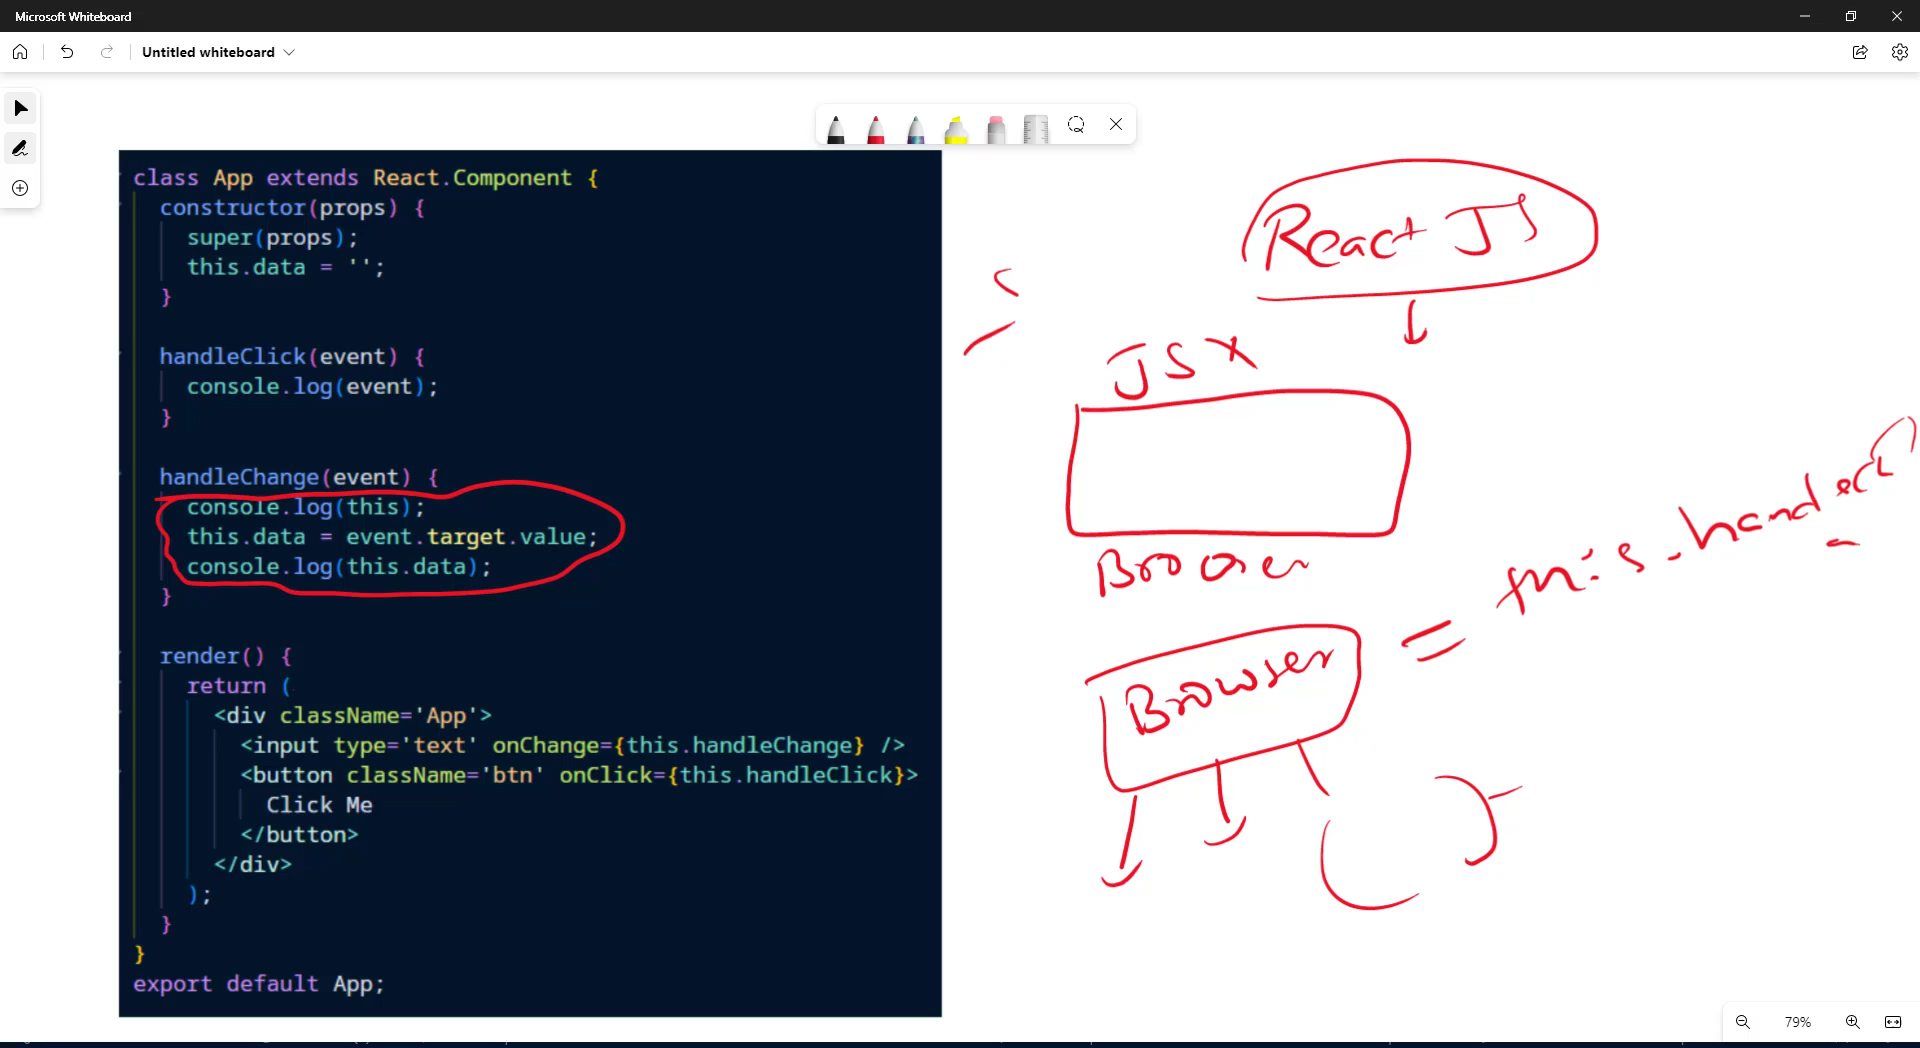 Microsoft Whiteboard
Untitled whiteboard
class App extends React.Component {
constructor(props) {
super(props);
this.data = '';
}
handleClick(event) {
console.log(event);
}
handleChange(event) {
console.log(this);
this.data = event.target.value;
console.log(this.data);
}
render() {
return (
<div className='App'>
<input type='text' onChange={this.handleChange} />
<button className='btn' onClick={this.handleClick}>
Click Me
</button>
</div>
);
}
}
export default App;
React JS
JSX
Browser
= this.
79%